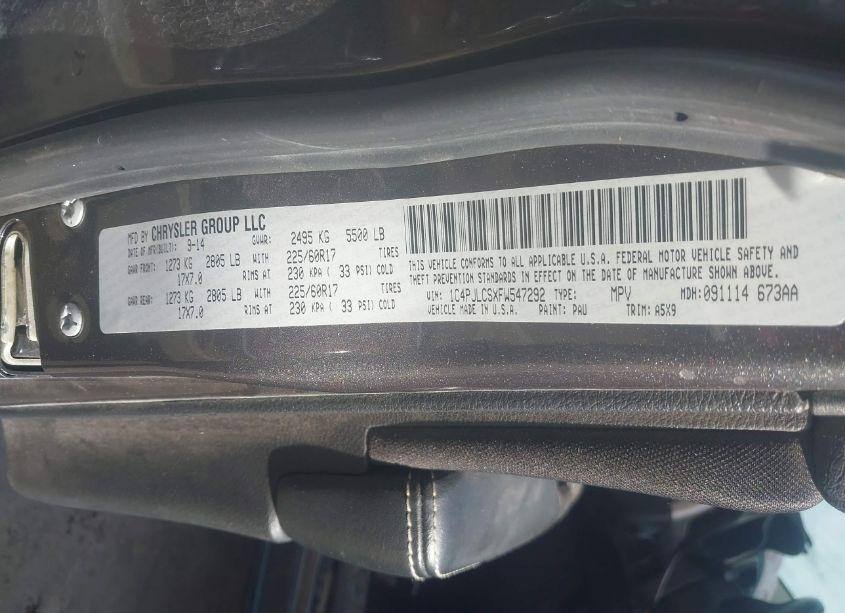 MFD BY CHRYSLER GROUP LLC
DATE OF MFR(BUILT): 9-14 GVWR: 2495 KG 5500 LB
GAWR FRONT: 1273 KG 2805 LB WITH 225/60R17 TIRES
17X7.0 RIMS AT 230 KPA ( 33 PSI) COLD
GAWR REAR: 1273 KG 2805 LB WITH 225/60R17 TIRES
17X7.0 RIMS AT 230 KPA ( 33 PSI) COLD
THIS VEHICLE CONFORMS TO ALL APPLICABLE U.S.A. FEDERAL MOTOR VEHICLE SAFETY AND
THEFT PREVENTION STANDARDS IN EFFECT ON THE DATE OF MANUFACTURE SHOWN ABOVE.
VIN: 1C4PJLCSXFW547292 TYPE: MPV MDH: 091114 673AA
VEHICLE MADE IN U.S.A. PAINT: PAU TRIM: A5X9